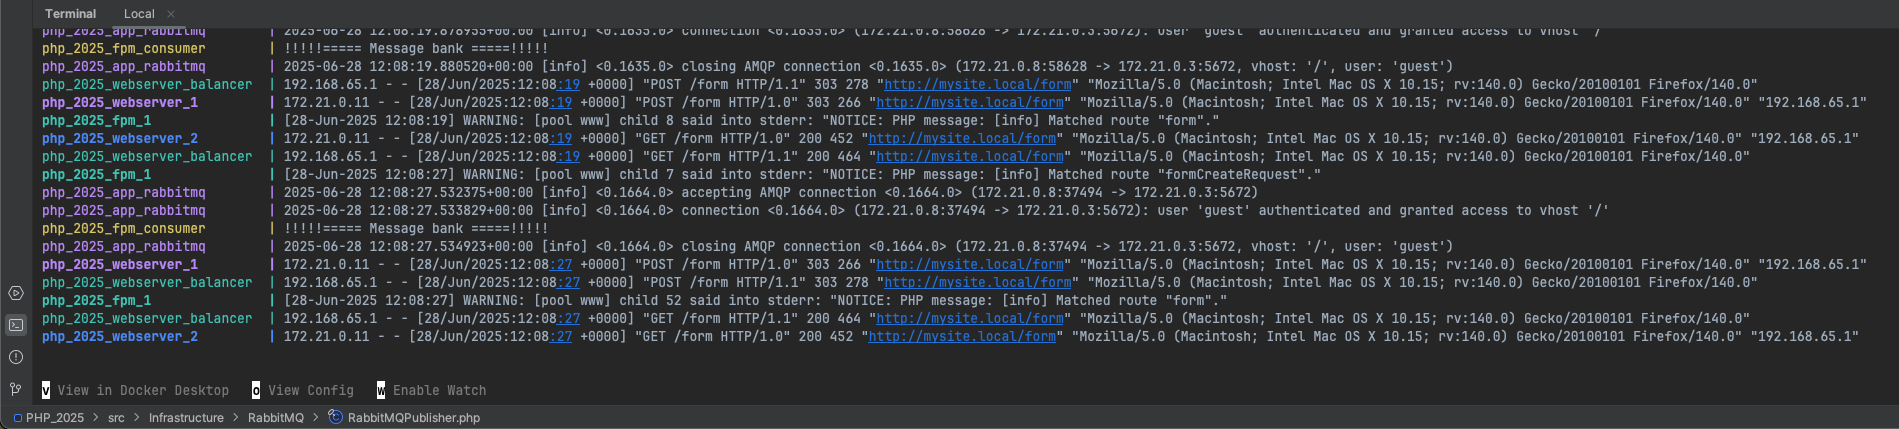 Terminal Local ×
php_2025_app_rabbitmq | 2025-06-28 12:08:19.878955+00:00 [info] <0.1635.0> connection <0.1635.0> (172.21.0.8:58628 -> 172.21.0.3:5672): user 'guest' authenticated and granted access to vhost '/'
php_2025_fpm_consumer | !!!!!===== Message bank =====!!!!!
php_2025_app_rabbitmq | 2025-06-28 12:08:19.880520+00:00 [info] <0.1635.0> closing AMQP connection <0.1635.0> (172.21.0.8:58628 -> 172.21.0.3:5672, vhost: '/', user: 'guest')
php_2025_webserver_balancer | 192.168.65.1 - - [28/Jun/2025:12:08:19 +0000] "POST /form HTTP/1.1" 303 278 "http://mysite.local/form" "Mozilla/5.0 (Macintosh; Intel Mac OS X 10.15; rv:140.0) Gecko/20100101 Firefox/140.0"
php_2025_webserver_1 | 172.21.0.11 - - [28/Jun/2025:12:08:19 +0000] "POST /form HTTP/1.0" 303 266 "http://mysite.local/form" "Mozilla/5.0 (Macintosh; Intel Mac OS X 10.15; rv:140.0) Gecko/20100101 Firefox/140.0" "192.168.65.1"
php_2025_fpm_1 | [28-Jun-2025 12:08:19] WARNING: [pool www] child 8 said into stderr: "NOTICE: PHP message: [info] Matched route "form"."
php_2025_webserver_2 | 172.21.0.11 - - [28/Jun/2025:12:08:19 +0000] "GET /form HTTP/1.0" 200 452 "http://mysite.local/form" "Mozilla/5.0 (Macintosh; Intel Mac OS X 10.15; rv:140.0) Gecko/20100101 Firefox/140.0" "192.168.65.1"
php_2025_webserver_balancer | 192.168.65.1 - - [28/Jun/2025:12:08:19 +0000] "GET /form HTTP/1.1" 200 464 "http://mysite.local/form" "Mozilla/5.0 (Macintosh; Intel Mac OS X 10.15; rv:140.0) Gecko/20100101 Firefox/140.0"
php_2025_fpm_1 | [28-Jun-2025 12:08:27] WARNING: [pool www] child 7 said into stderr: "NOTICE: PHP message: [info] Matched route "formCreateRequest"."
php_2025_app_rabbitmq | 2025-06-28 12:08:27.532375+00:00 [info] <0.1664.0> accepting AMQP connection <0.1664.0> (172.21.0.8:37494 -> 172.21.0.3:5672)
php_2025_app_rabbitmq | 2025-06-28 12:08:27.533829+00:00 [info] <0.1664.0> connection <0.1664.0> (172.21.0.8:37494 -> 172.21.0.3:5672): user 'guest' authenticated and granted access to vhost '/'
php_2025_fpm_consumer | !!!!!===== Message bank =====!!!!!
php_2025_app_rabbitmq | 2025-06-28 12:08:27.534923+00:00 [info] <0.1664.0> closing AMQP connection <0.1664.0> (172.21.0.8:37494 -> 172.21.0.3:5672, vhost: '/', user: 'guest')
php_2025_webserver_1 | 172.21.0.11 - - [28/Jun/2025:12:08:27 +0000] "POST /form HTTP/1.0" 303 266 "http://mysite.local/form" "Mozilla/5.0 (Macintosh; Intel Mac OS X 10.15; rv:140.0) Gecko/20100101 Firefox/140.0" "192.168.65.1"
php_2025_webserver_balancer | 192.168.65.1 - - [28/Jun/2025:12:08:27 +0000] "POST /form HTTP/1.1" 303 278 "http://mysite.local/form" "Mozilla/5.0 (Macintosh; Intel Mac OS X 10.15; rv:140.0) Gecko/20100101 Firefox/140.0"
php_2025_fpm_1 | [28-Jun-2025 12:08:27] WARNING: [pool www] child 52 said into stderr: "NOTICE: PHP message: [info] Matched route "form"."
php_2025_webserver_balancer | 192.168.65.1 - - [28/Jun/2025:12:08:27 +0000] "GET /form HTTP/1.1" 200 464 "http://mysite.local/form" "Mozilla/5.0 (Macintosh; Intel Mac OS X 10.15; rv:140.0) Gecko/20100101 Firefox/140.0"
php_2025_webserver_2 | 172.21.0.11 - - [28/Jun/2025:12:08:27 +0000] "GET /form HTTP/1.0" 200 452 "http://mysite.local/form" "Mozilla/5.0 (Macintosh; Intel Mac OS X 10.15; rv:140.0) Gecko/20100101 Firefox/140.0" "192.168.65.1"
v View in Docker Desktop o View Config w Enable Watch
PHP_2025 > src > Infrastructure > RabbitMQ > RabbitMQPublisher.php